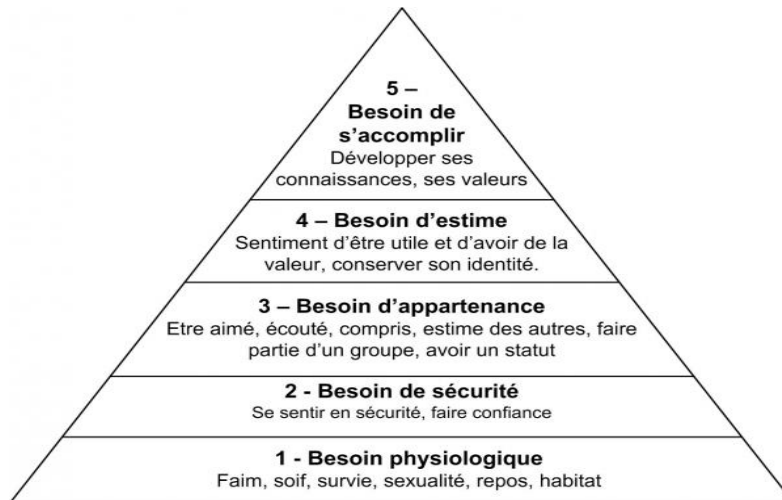 5 –
Besoin de
s’accomplir
Développer ses
connaissances, ses valeurs
4 – Besoin d’estime
Sentiment d’être utile et d’avoir de la
valeur, conserver son identité.
3 – Besoin d’appartenance
Etre aimé, écouté, compris, estime des autres, faire
partie d’un groupe, avoir un statut
2 - Besoin de sécurité
Se sentir en sécurité, faire confiance
1 - Besoin physiologique
Faim, soif, survie, sexualité, repos, habitat